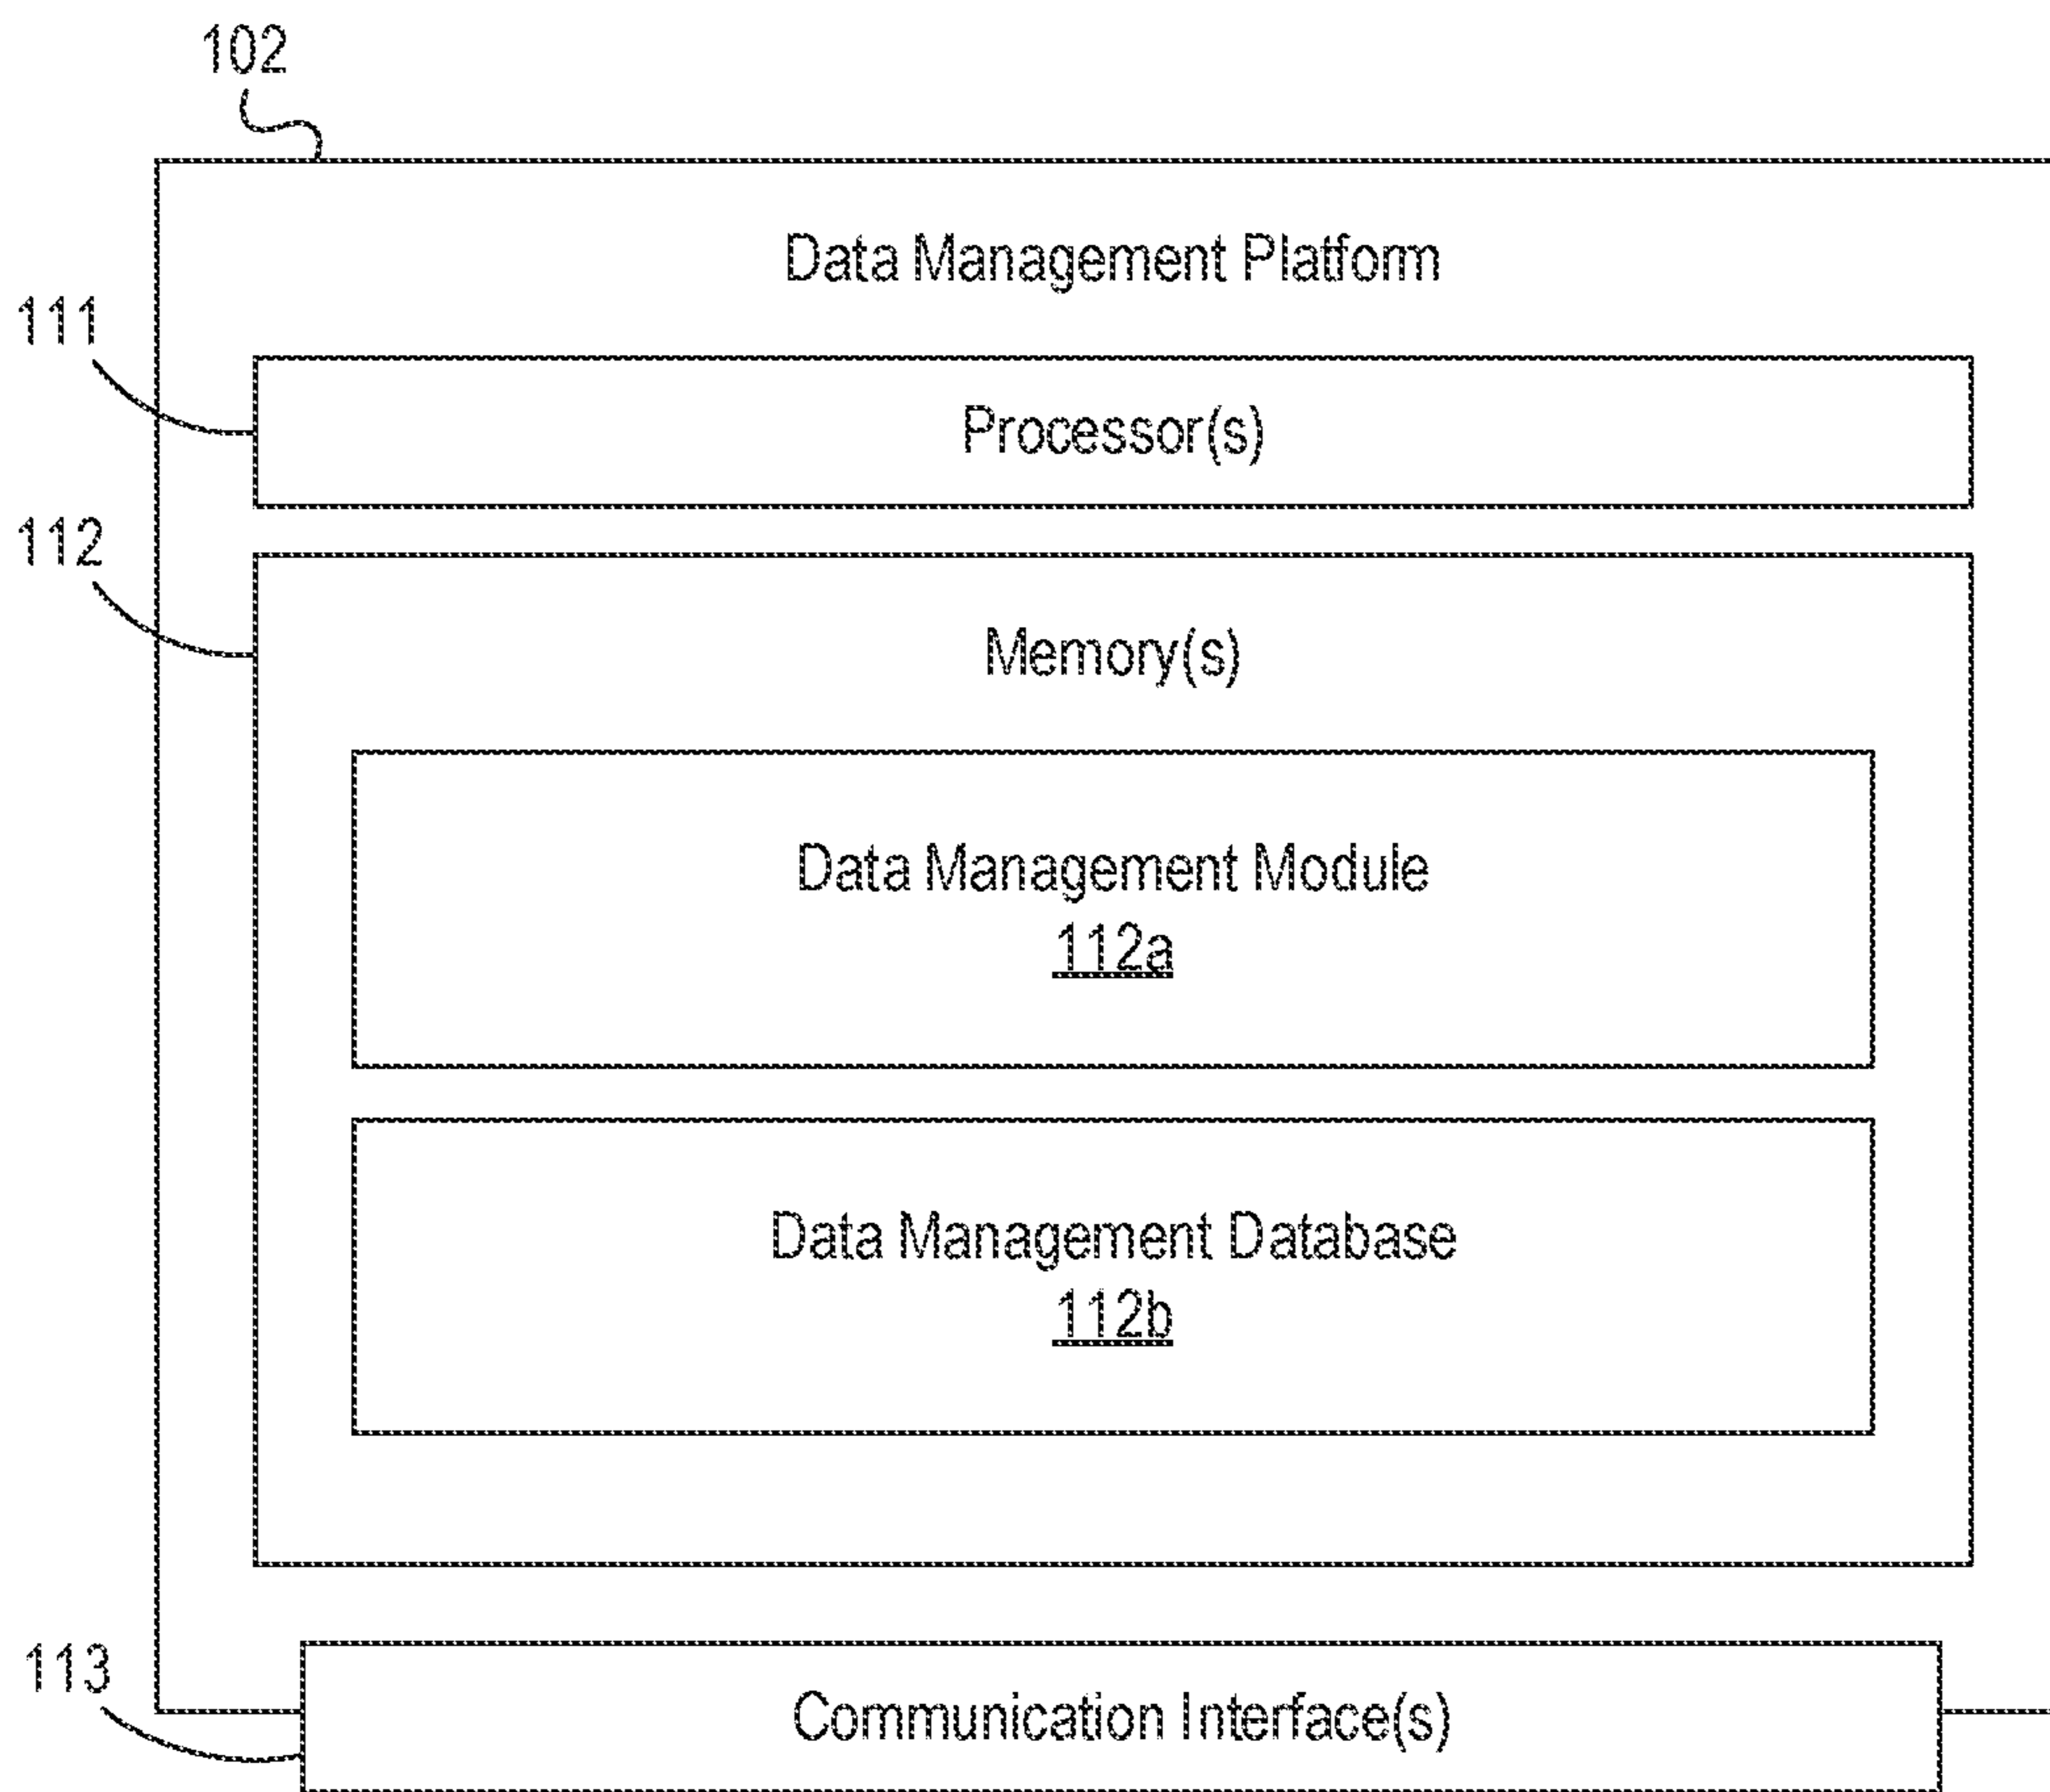 102
Data Management Platform
111
Processor(s)
112
Memory(s)
Data Management Module
112a
Data Management Database
112b
113
Communication Interface(s)